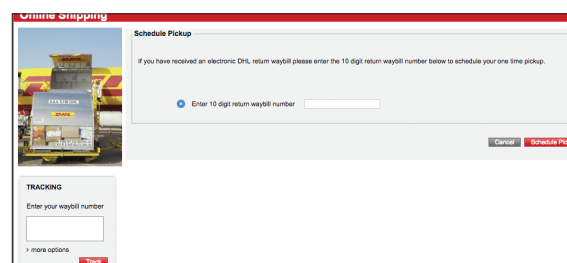 Online Shipping
Schedule Pickup
If you have received an electronic DHL return waybill please enter the 10 digit return waybill number below to schedule your one time pickup.
Enter 10 digit return waybill number
Cancel
Schedule Pic
TRACKING
Enter your waybill number
more options
Track